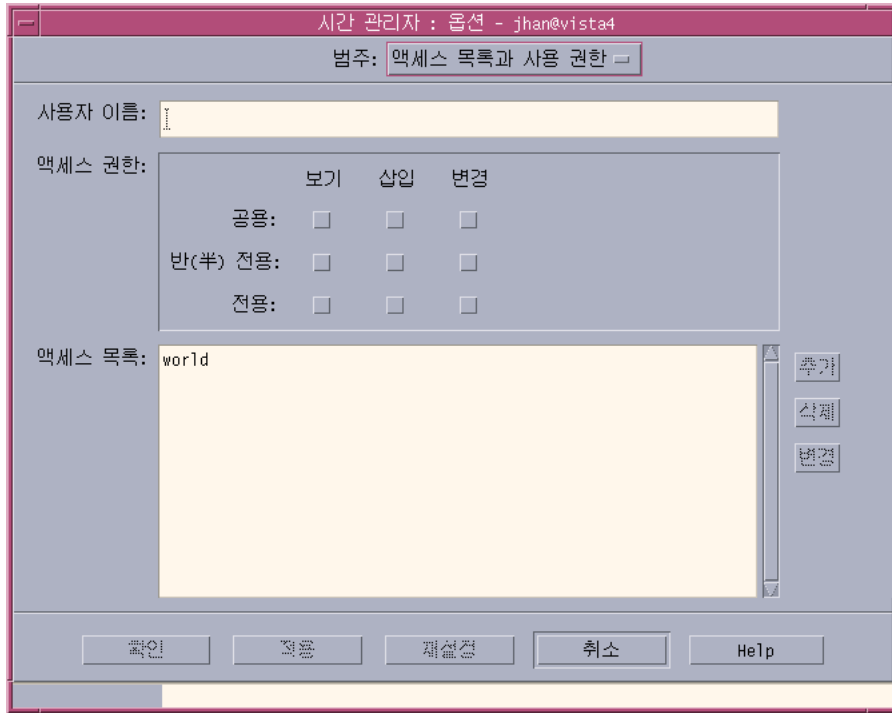 시간 관리자 : 옵션 - jhan@vista4
범주: 액세스 목록과 사용 권한
사용자 이름:
액세스 권한:
보기 삽입 변경
공용:
반(半) 전용:
전용:
액세스 목록: world
추가
삭제
변경
확인 적용 재설정 취소 Help